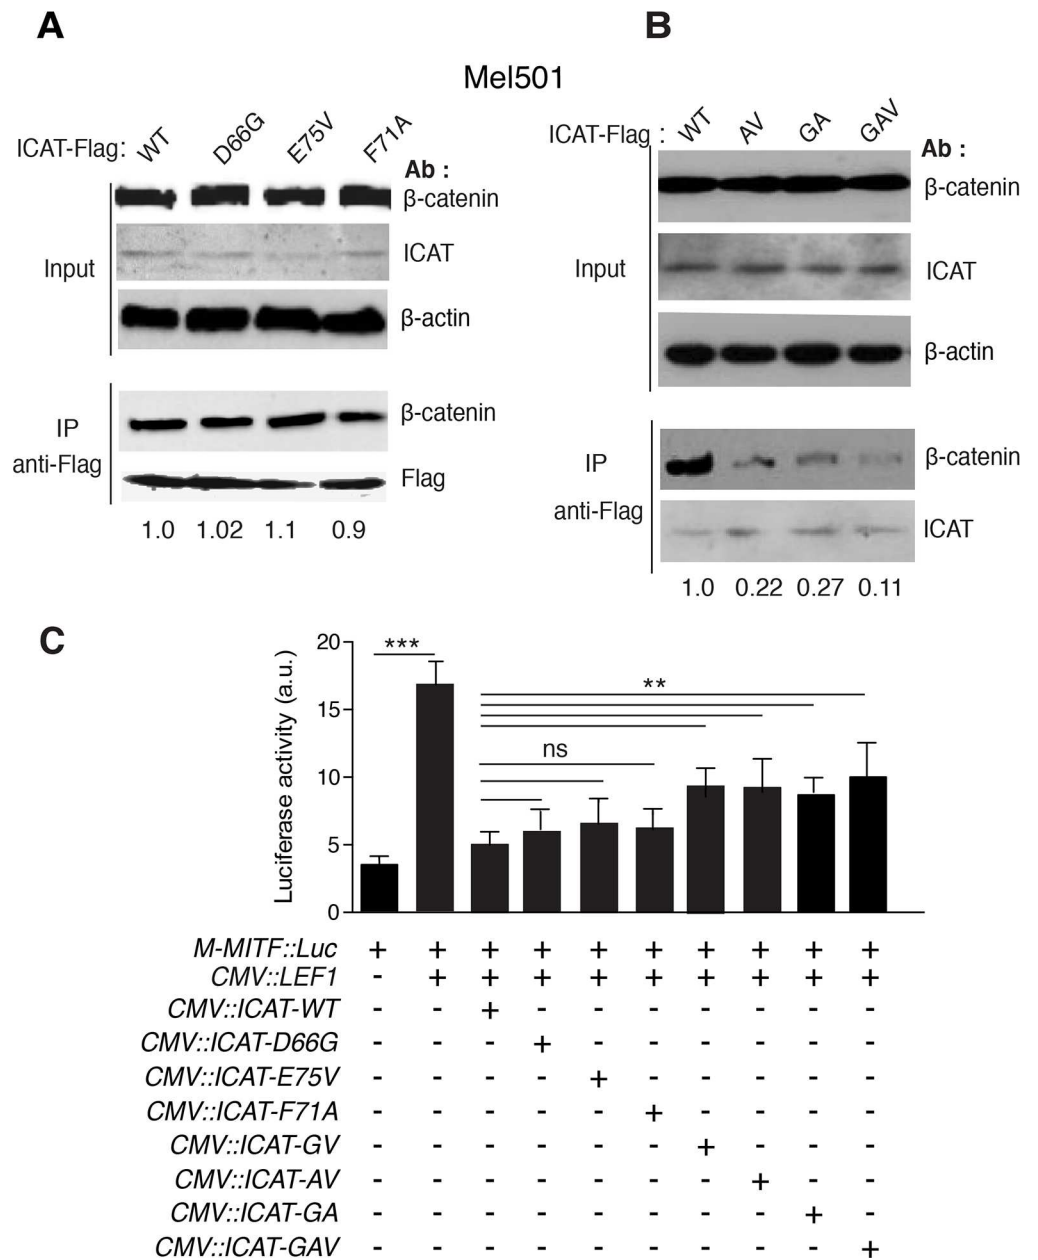 A
B
Mel501
ICAT-Flag: WT D66G E75V F71A
Ab :
β-catenin
Input
ICAT
β-actin
IP
anti-Flag
β-catenin
Flag
1.0 1.02 1.1 0.9
ICAT-Flag : WT AV GA GAV
Ab :
β-catenin
Input
ICAT
β-actin
IP
anti-Flag
β-catenin
ICAT
1.0 0.22 0.27 0.11
C
Luciferase activity (a.u.)
20
15
10
5
0
***
**
ns
M-MITF::Luc + + + + + + + + + +
CMV::LEF1 - + + + + + + + + +
CMV::ICAT-WT - - + - - - - - - -
CMV::ICAT-D66G - - - + - - - - - -
CMV::ICAT-E75V - - - - + - - - - -
CMV::ICAT-F71A - - - - - + - - - -
CMV::ICAT-GV - - - - - - + - - -
CMV::ICAT-AV - - - - - - - + - -
CMV::ICAT-GA - - - - - - - - + -
CMV::ICAT-GAV - - - - - - - - - +